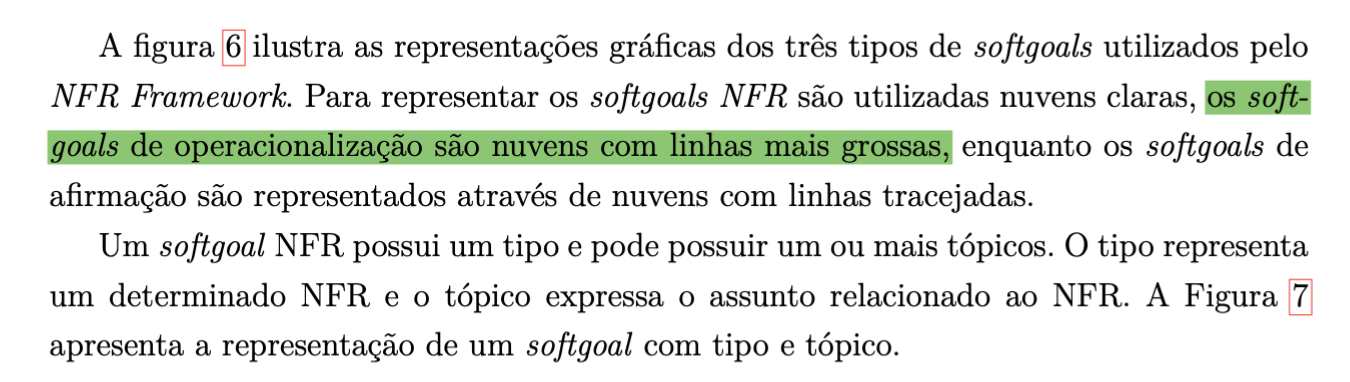 A figura 6 ilustra as representações gráficas dos três tipos de softgoals utilizados pelo
NFR Framework. Para representar os softgoals NFR são utilizadas nuvens claras, os soft-
goals de operacionalização são nuvens com linhas mais grossas, enquanto os softgoals de
afirmação são representados através de nuvens com linhas tracejadas.
Um softgoal NFR possui um tipo e pode possuir um ou mais tópicos. O tipo representa
um determinado NFR e o tópico expressa o assunto relacionado ao NFR. A Figura 7
apresenta a representação de um softgoal com tipo e tópico.